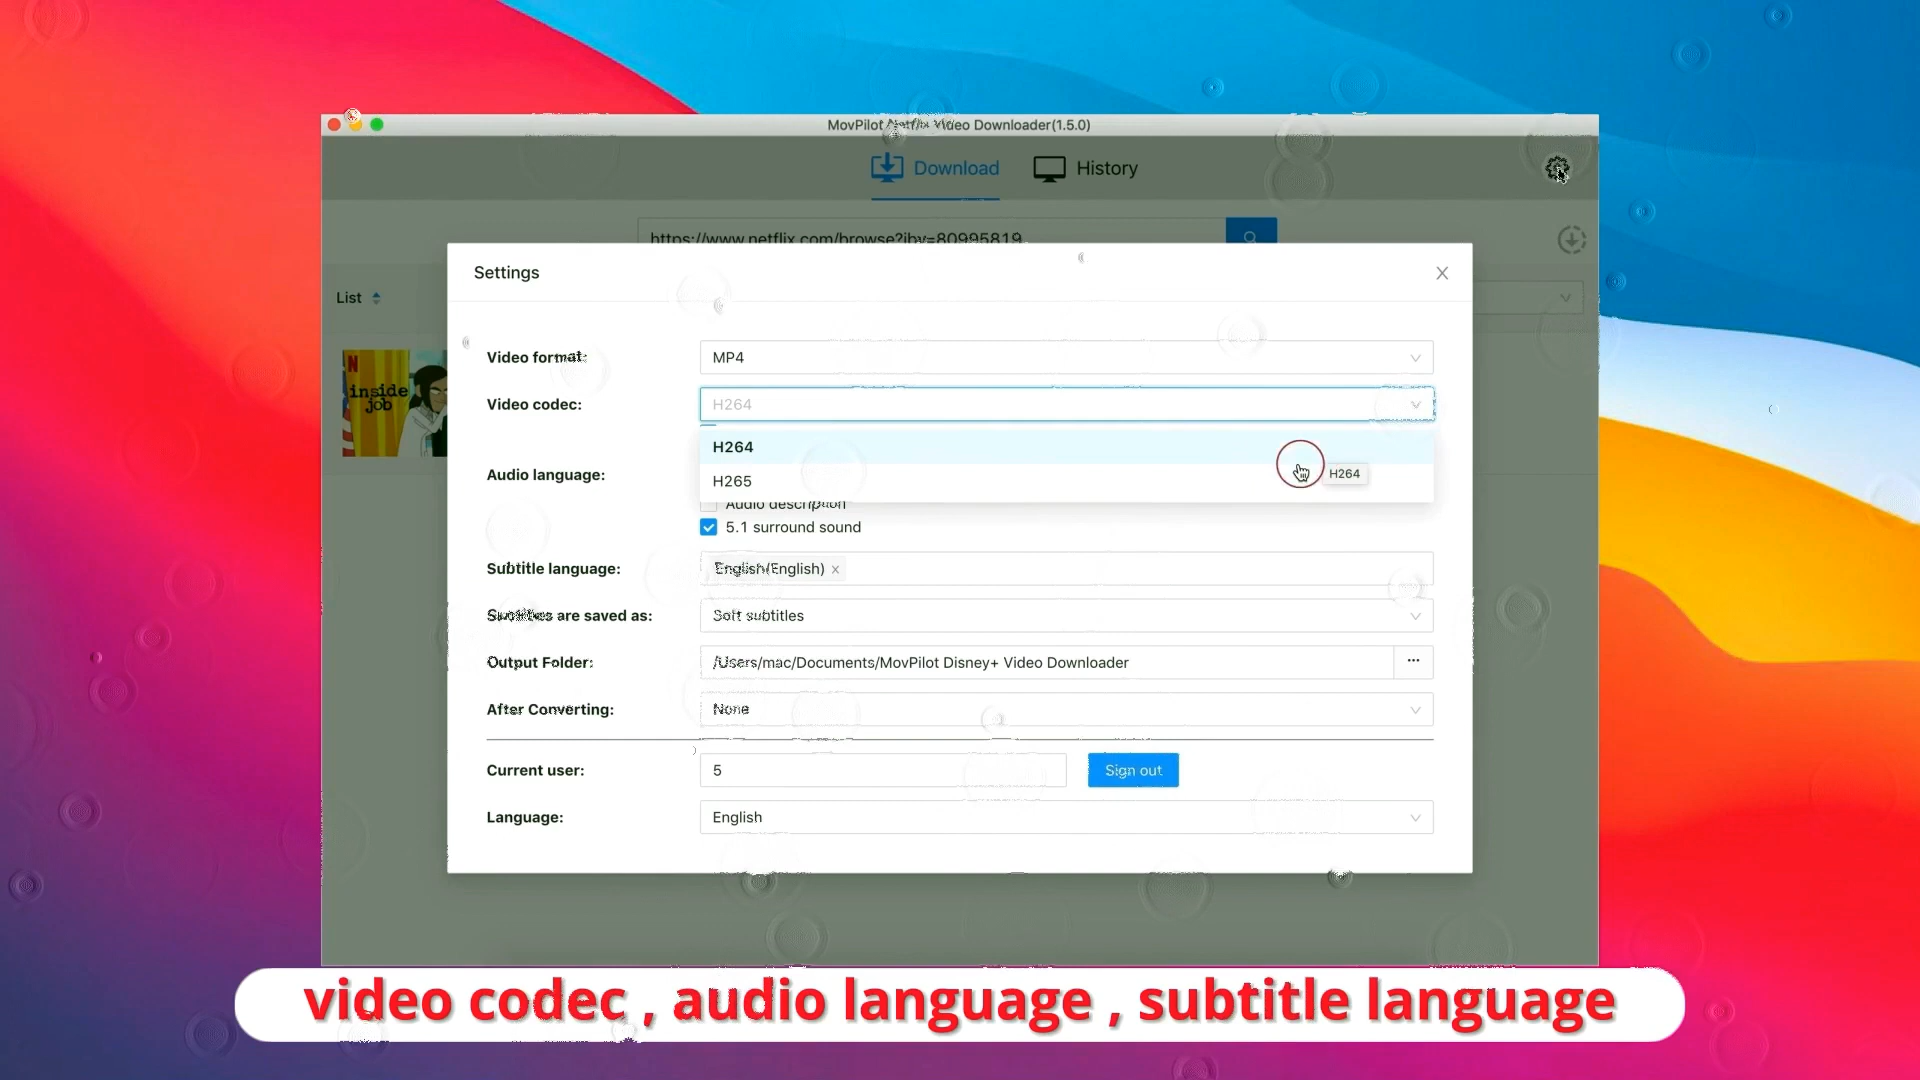 MovPilot Netflix Video Downloader(1.5.0)
Download
History
https://www.netflix.com/browse?jbv=80995819
Settings
List
N
inside
job
Video format:
MP4
Video codec:
H264
H264
H264
H265
Audio language:
Audio description
5.1 surround sound
Subtitle language:
English(English) ×
Subtitles are saved as:
Soft subtitles
Output Folder:
/Users/mac/Documents/MovPilot Disney+ Video Downloader
...
After Converting:
None
Current user:
5
Sign out
Language:
English
video codec , audio language , subtitle language